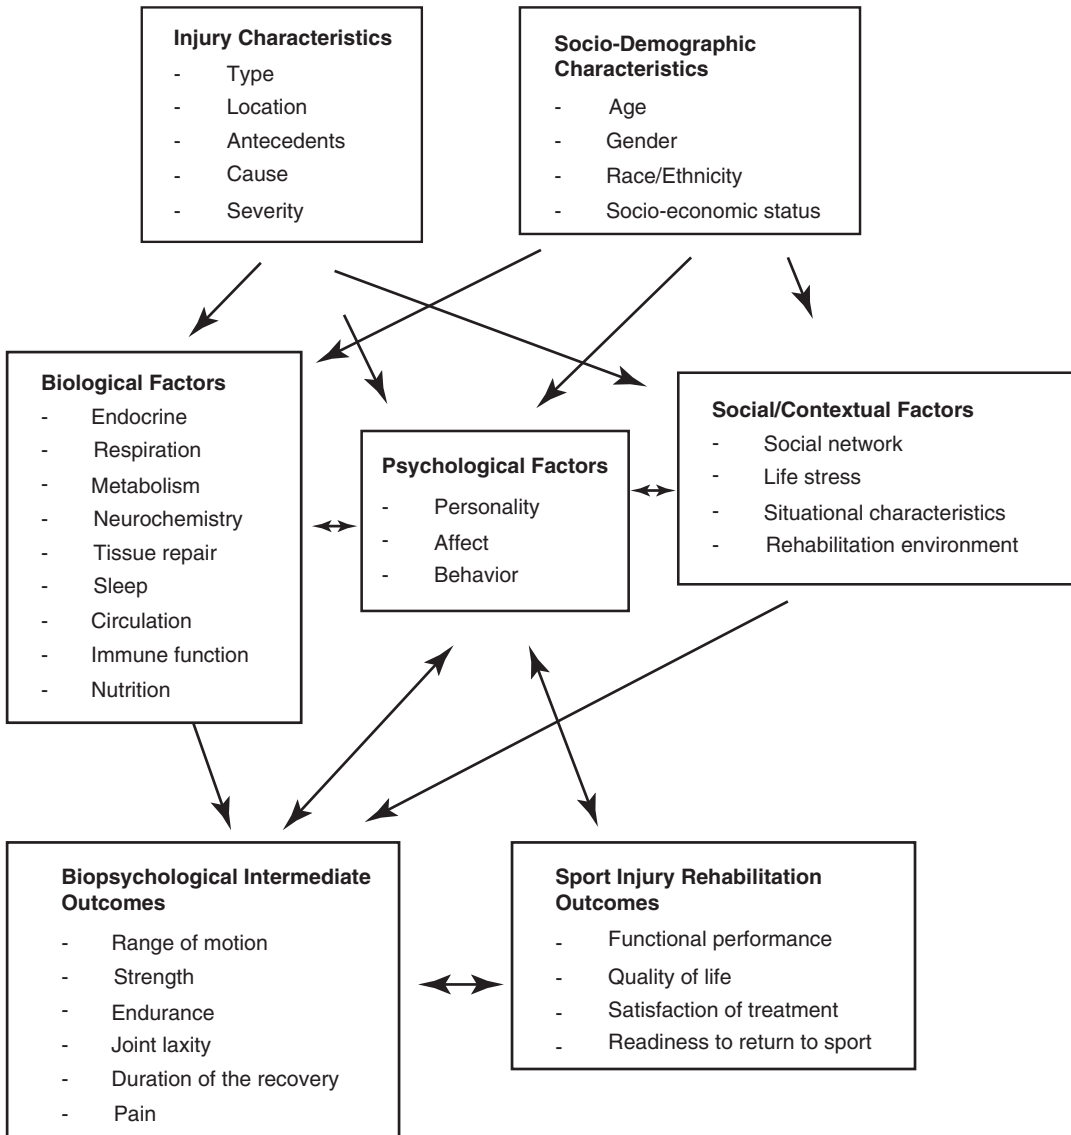 Injury Characteristics
- Type
- Location
- Antecedents
- Cause
- Severity
Socio-Demographic
Characteristics
- Age
- Gender
- Race/Ethnicity
- Socio-economic status
Biological Factors
- Endocrine
- Respiration
- Metabolism
- Neurochemistry
- Tissue repair
- Sleep
- Circulation
- Immune function
- Nutrition
Psychological Factors
- Personality
- Affect
- Behavior
Social/Contextual Factors
- Social network
- Life stress
- Situational characteristics
- Rehabilitation environment
Biopsychological Intermediate
Outcomes
- Range of motion
- Strength
- Endurance
- Joint laxity
- Duration of the recovery
- Pain
Sport Injury Rehabilitation
Outcomes
- Functional performance
- Quality of life
- Satisfaction of treatment
- Readiness to return to sport